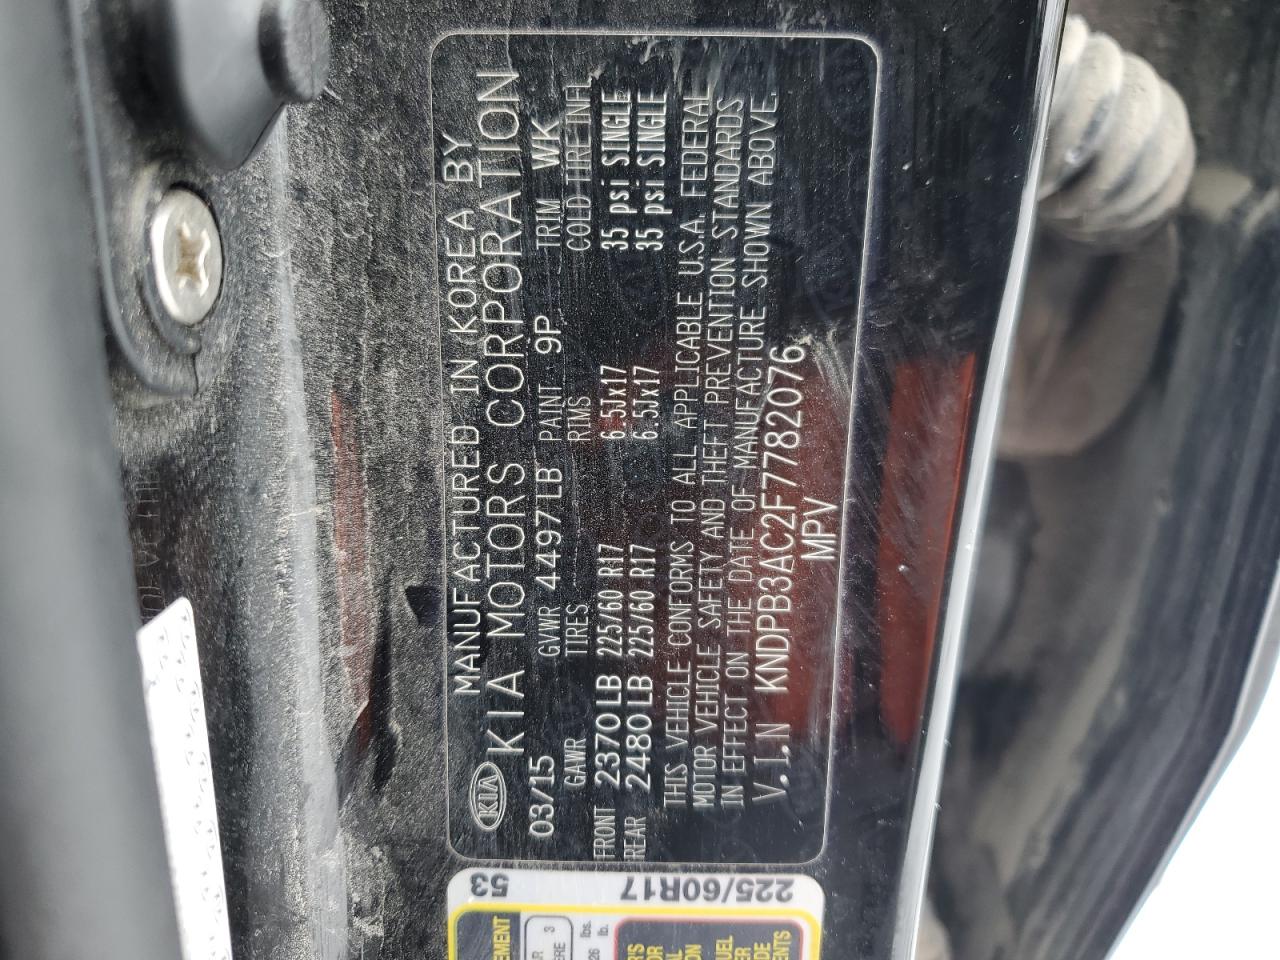 MANUFACTURED IN KOREA BY
KIA KIA MOTORS CORPORATION
03/15 GVWR 4497LB PAINT 9P TRIM WK
GAWR TIRES RIMS COLD TIRE INFL
FRONT 2370LB 225/60 R17 6.5Jx17 35 psi SINGLE
REAR 2480LB 225/60 R17 6.5Jx17 35 psi SINGLE
THIS VEHICLE CONFORMS TO ALL APPLICABLE U.S.A. FEDERAL
MOTOR VEHICLE SAFETY AND THEFT PREVENTION STANDARDS
IN EFFECT ON THE DATE OF MANUFACTURE SHOWN ABOVE.
V.I.N KNDPB3AC2F7782076
MPV
53
225/60R17